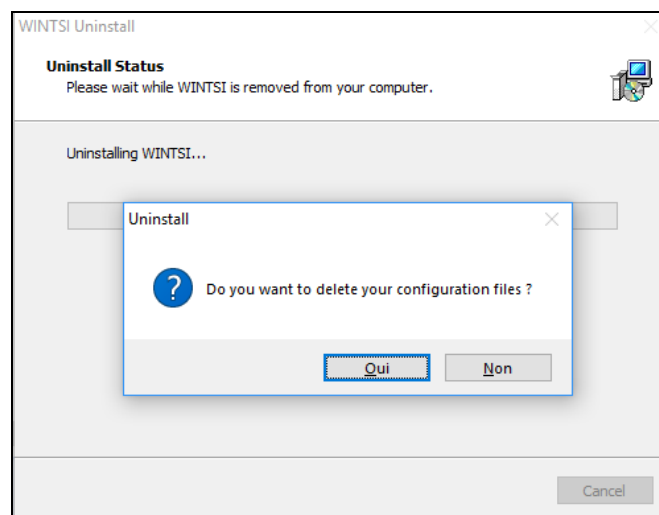 WINTSI Uninstall
Uninstall Status
Please wait while WINTSI is removed from your computer.
Uninstalling WINTSI...
Uninstall
Do you want to delete your configuration files ?
Oui
Non
Cancel